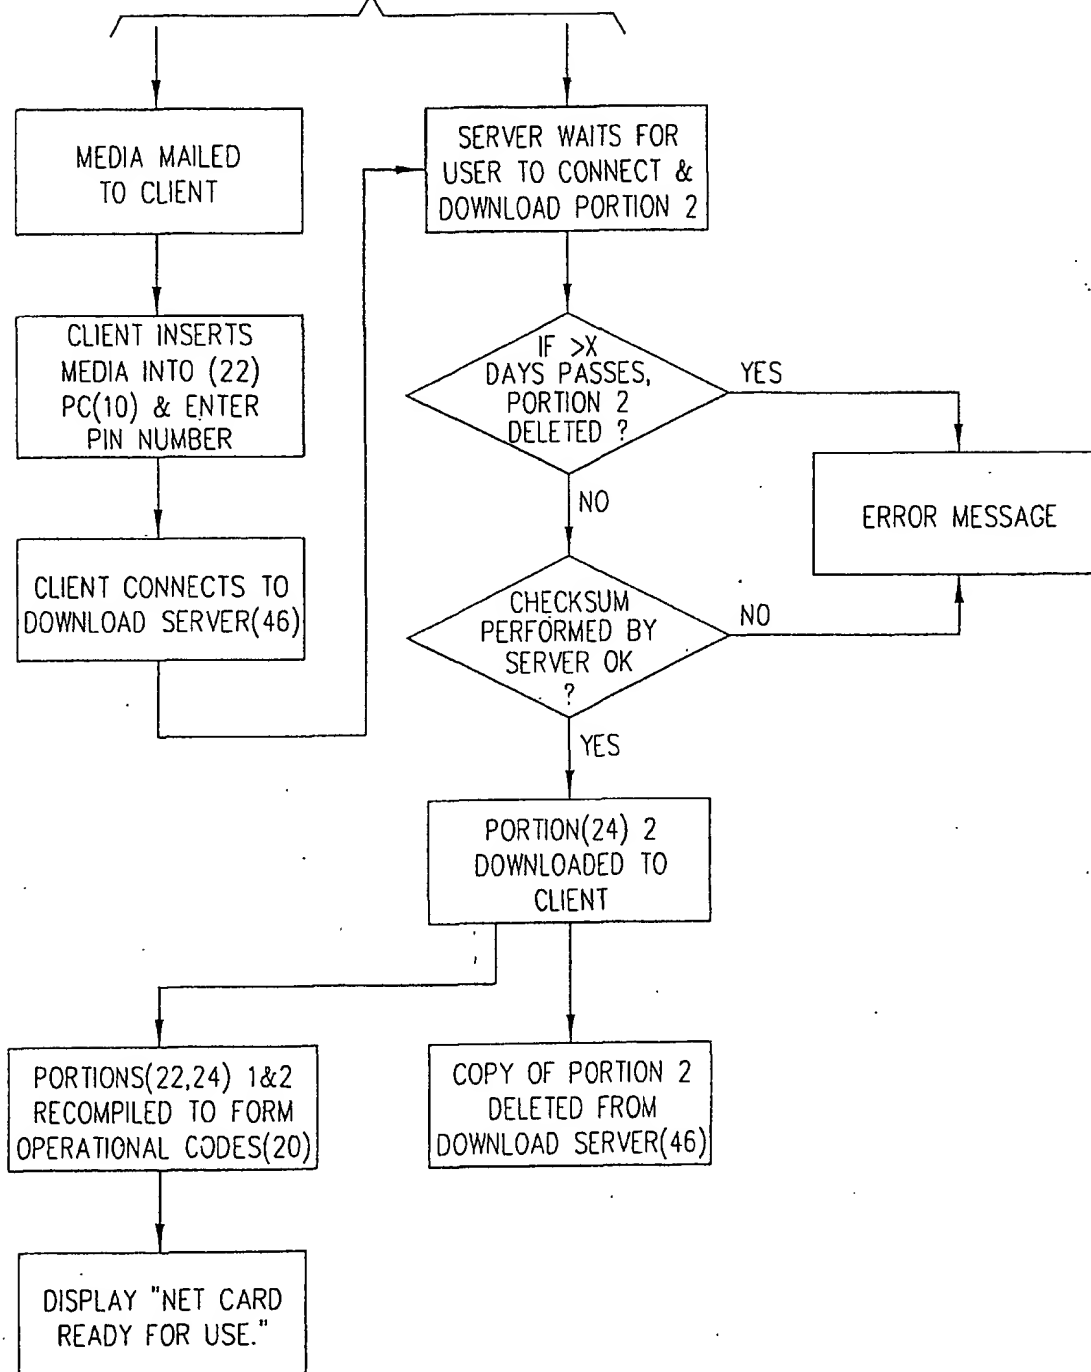 MEDIA MAILED
TO CLIENT
SERVER WAITS FOR
USER TO CONNECT &
DOWNLOAD PORTION 2
CLIENT INSERTS
MEDIA INTO (22)
PC(10) & ENTER
PIN NUMBER
IF >X
DAYS PASSES,
PORTION 2
DELETED ?
YES
NO
ERROR MESSAGE
CLIENT CONNECTS TO
DOWNLOAD SERVER(46)
CHECKSUM
PERFORMED BY
SERVER OK
?
NO
YES
PORTION(24) 2
DOWNLOADED TO
CLIENT
PORTIONS(22,24) 1&2
RECOMPILED TO FORM
OPERATIONAL CODES(20)
COPY OF PORTION 2
DELETED FROM
DOWNLOAD SERVER(46)
DISPLAY "NET CARD
READY FOR USE."